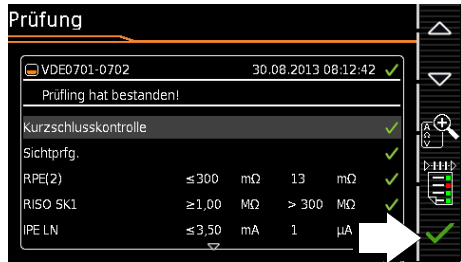 Prüfung
VDE0701-0702 30.08.2013 08:12:42
Prüfling hat bestanden!
Kurzschlusskontrolle
Sichtprfg.
RPE(2) ≤300 mΩ 13 mΩ
RISO SK1 ≥1,00 MΩ > 300 MΩ
IPE LN ≤3,50 mA 1 µA
A
Ω
V